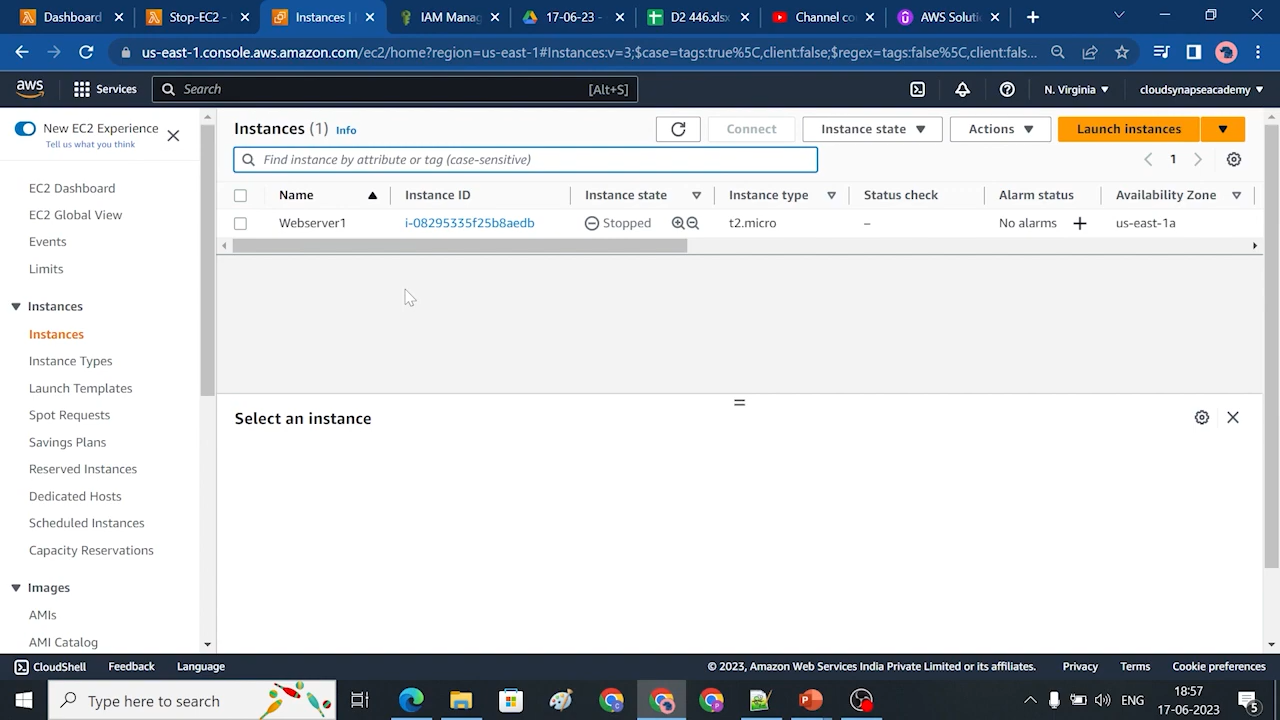 Dashboard
Stop-EC2 -
Instances |
IAM Manag
17-06-23 -
D2 446.xlsx
Channel co
AWS Soluti
us-east-1.console.aws.amazon.com/ec2/home?region=us-east-1#Instances:v=3;$case=tags:true%5C,client:false;$regex=tags:false%5C,client:fals...
aws
Services
Search
[Alt+S]
N. Virginia
cloudsynapseacademy
New EC2 Experience
Tell us what you think
EC2 Dashboard
EC2 Global View
Events
Limits
Instances
Instances
Instance Types
Launch Templates
Spot Requests
Savings Plans
Reserved Instances
Dedicated Hosts
Scheduled Instances
Capacity Reservations
Images
AMIs
AMI Catalog
Instances (1) Info
Connect
Instance state
Actions
Launch instances
Find instance by attribute or tag (case-sensitive)
1
Name Instance ID Instance state Instance type Status check Alarm status Availability Zone
Webserver1 i-08295335f25b8aedb Stopped t2.micro – No alarms + us-east-1a
Select an instance
CloudShell Feedback Language © 2023, Amazon Web Services India Private Limited or its affiliates. Privacy Terms Cookie preferences
Type here to search
ENG
18:57
17-06-2023
5